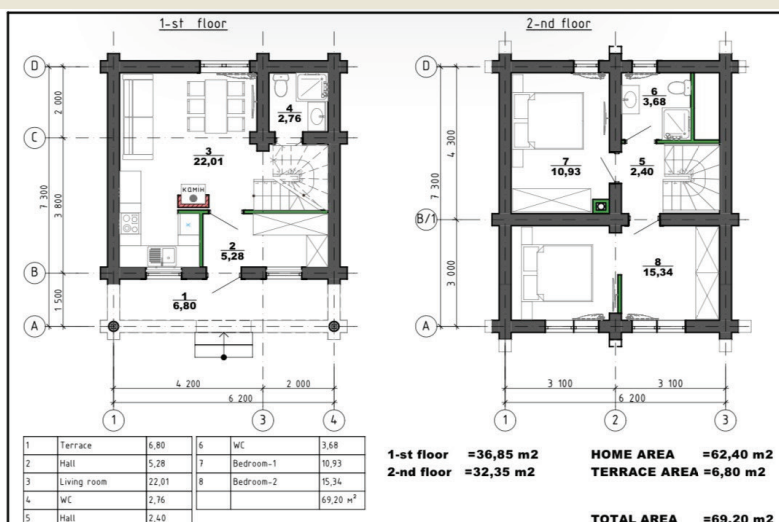 1-st floor
2-nd floor
D
C
B
A
2 000
3 800
1 500
7 300
3
22,01
4
2,76
КАМІН
2
5,28
1
6,80
4 200
2 000
6 200
1
3
4
D
B/1
A
4 300
3 000
7 300
6
3,68
7
10,93
5
2,40
8
15,34
3 100
3 100
6 200
1
2
3
1 Terrace 6,80 6 WC 3,68
2 Hall 5,28 7 Bedroom-1 10,93
3 Living room 22,01 8 Bedroom-2 15,34
4 WC 2,76 69,20 м²
5 Hall 2,40
1-st floor =36,85 m2
2-nd floor =32,35 m2
HOME AREA =62,40 m2
TERRACE AREA =6,80 m2
TOTAL AREA =69,20 m2